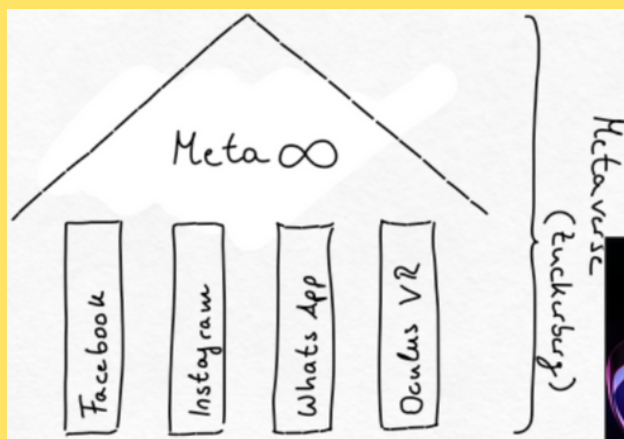 Meta ∞
Facebook
Instagram
Whats App
Oculus VR
Metaverse
(Zuckerberg)